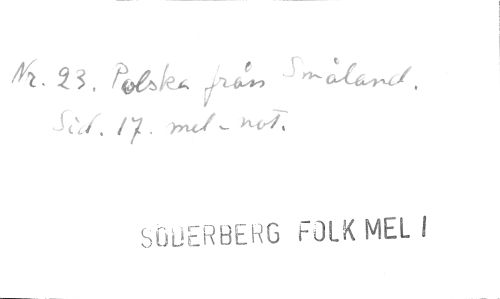 Nr. 23. Polska från Småland.
Sid. 17. mel-not.
SÖDERBERG FOLK MEL I